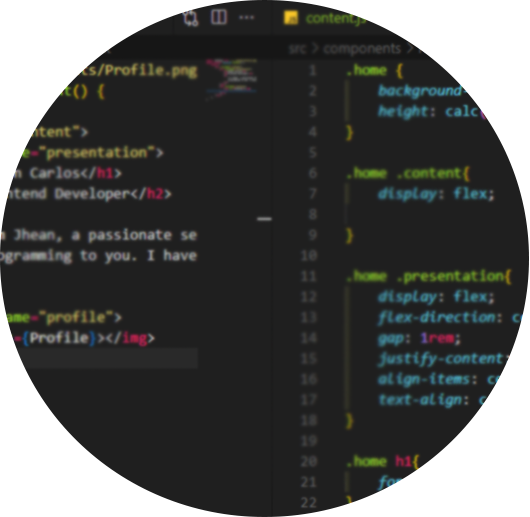 content.js
src > components >
ts/Profile.png
t() {
ntent">
e="presentation">
n Carlos</h1>
ntend Developer</h2>
Jhean, a passionate se
ogramming to you. I have
ame="profile">
={Profile}></img>
1 .home {
2 background-
3 height: calc(
4 }
5
6 .home .content{
7 display: flex;
8
9 }
10
11 .home .presentation{
12 display: flex;
13 flex-direction: c
14 gap: 1rem;
15 justify-content:
16 align-items: c
17 text-align: c
18 }
19
20 .home h1{
21 fo
22 }